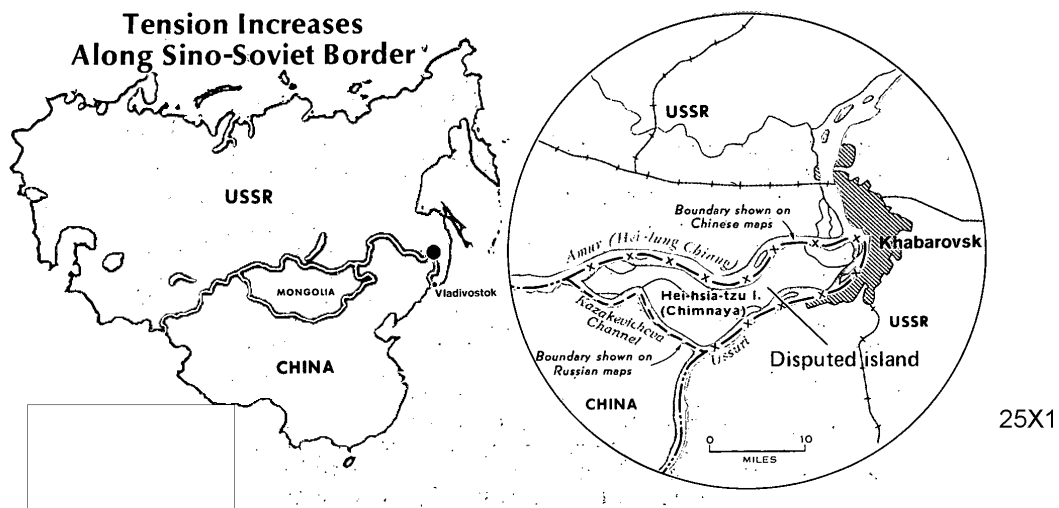 Tension Increases
Along Sino-Soviet Border
USSR
MONGOLIA
Vladivostok
CHINA
USSR
Boundary shown on
Chinese maps
Amur (Hei-lung Chiang)
Khabarovsk
Hei-hsia-tzu I.
(Chimnaya)
Kazakevicheva
Channel
Ussuri
USSR
Boundary shown on
Russian maps
Disputed island
CHINA
0 10
MILES
25X1